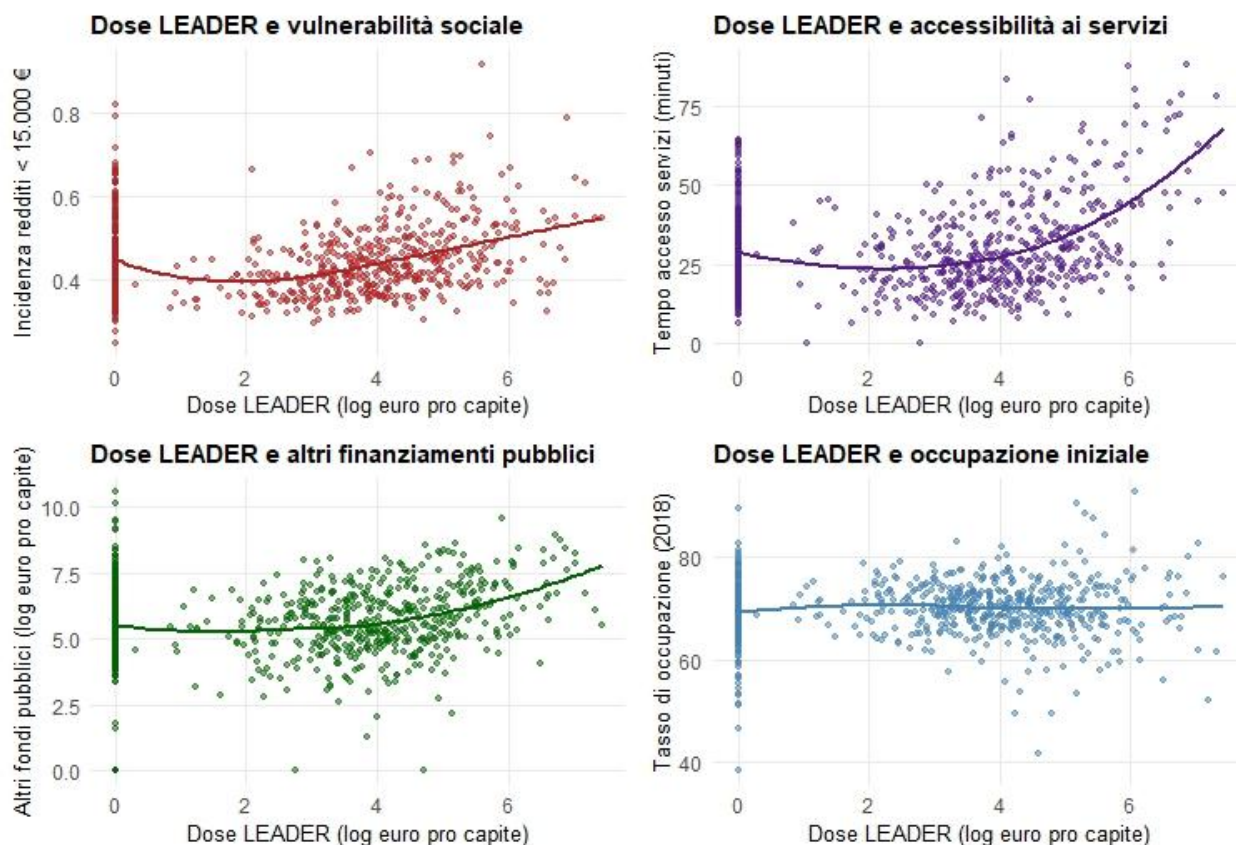 Dose LEADER e vulnerabilità sociale
Incidenza redditi < 15.000 €
0.8
0.6
0.4
0
2
4
6
Dose LEADER (log euro pro capite)
Dose LEADER e accessibilità ai servizi
Tempo accesso servizi (minuti)
75
50
25
0
0
2
4
6
Dose LEADER (log euro pro capite)
Dose LEADER e altri finanziamenti pubblici
Altri fondi pubblici (log euro pro capite)
10.0
7.5
5.0
2.5
0.0
0
2
4
6
Dose LEADER (log euro pro capite)
Dose LEADER e occupazione iniziale
Tasso di occupazione (2018)
80
60
40
0
2
4
6
Dose LEADER (log euro pro capite)